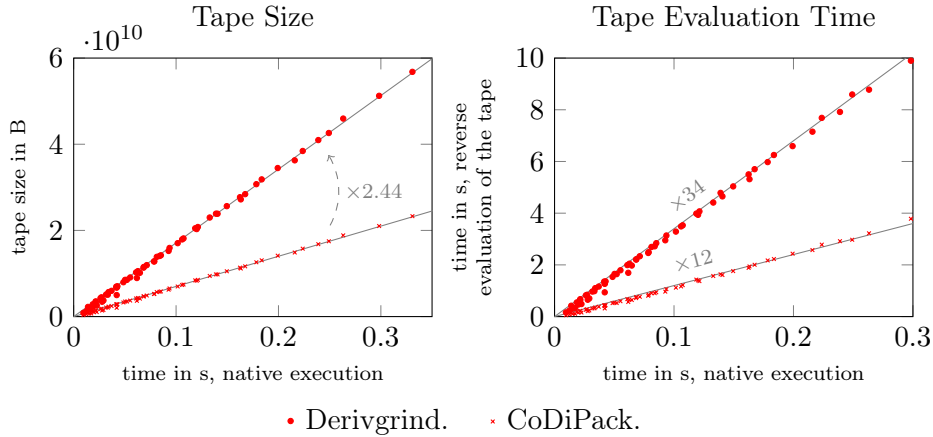 Tape Size
·10^10
6
4
2
0
0
0.1
0.2
0.3
tape size in B
time in s, native execution
×2.44
Tape Evaluation Time
10
8
6
4
2
0
0
0.1
0.2
0.3
time in s, reverse
evaluation of the tape
time in s, native execution
×34
×12
Derivgrind.
CoDiPack.